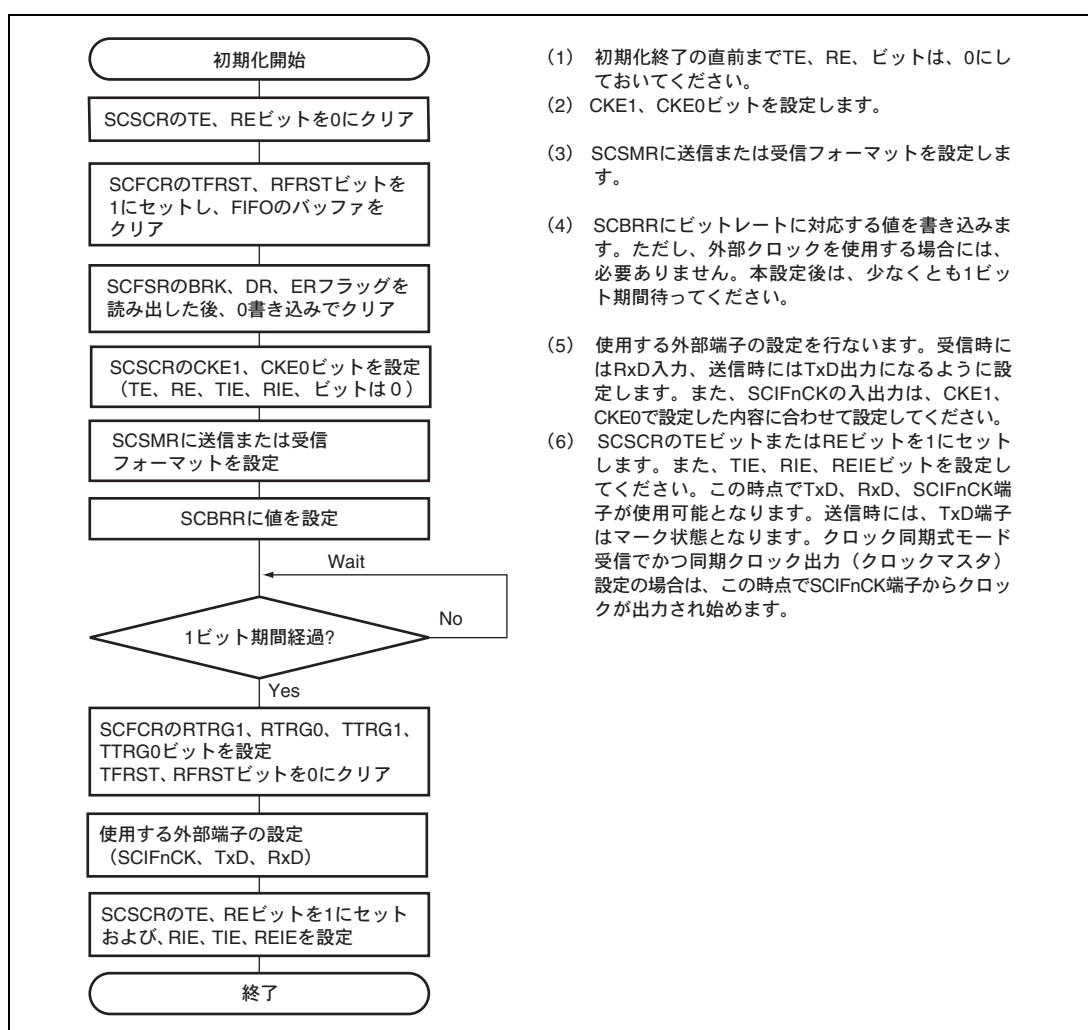 初期化開始
SCSCRのTE、REビットを0にクリア
SCFCRのTFRST、RFRSTビットを
1にセットし、FIFOのバッファを
クリア
SCFSRのBRK、DR、ERフラッグを
読み出した後、0書き込みでクリア
SCSCRのCKE1、CKE0ビットを設定
（TE、RE、TIE、RIE、ビットは０）
SCSMRに送信または受信
フォーマットを設定
SCBRRに値を設定
Wait
1ビット期間経過?
No
Yes
SCFCRのRTRG1、RTRG0、TTRG1、
TTRG0ビットを設定
TFRST、RFRSTビットを0にクリア
使用する外部端子の設定
（SCIFnCK、TxD、RxD）
SCSCRのTE、REビットを1にセット
および、RIE、TIE、REIEを設定
終了
（1） 初期化終了の直前までTE、RE、ビットは、0にし
ておいてください。
（2） CKE1、CKE0ビットを設定します。
（3） SCSMRに送信または受信フォーマットを設定しま
す。
（4） SCBRRにビットレートに対応する値を書き込みま
す。ただし、外部クロックを使用する場合には、
必要ありません。本設定後は、少なくとも1ビッ
ト期間待ってください。
（5） 使用する外部端子の設定を行ないます。受信時に
はRxD入力、送信時にはTxD出力になるように設
定します。また、SCIFnCKの入出力は、CKE1、
CKE0で設定した内容に合わせて設定してください。
（6） SCSCRのTEビットまたはREビットを1にセット
します。また、TIE、RIE、REIEビットを設定し
てください。この時点でTxD、RxD、SCIFnCK端
子が使用可能となります。送信時には、TxD端子
はマーク状態となります。クロック同期式モード
受信でかつ同期クロック出力（クロックマスタ）
設定の場合は、この時点でSCIFnCK端子からクロッ
クが出力され始めます。